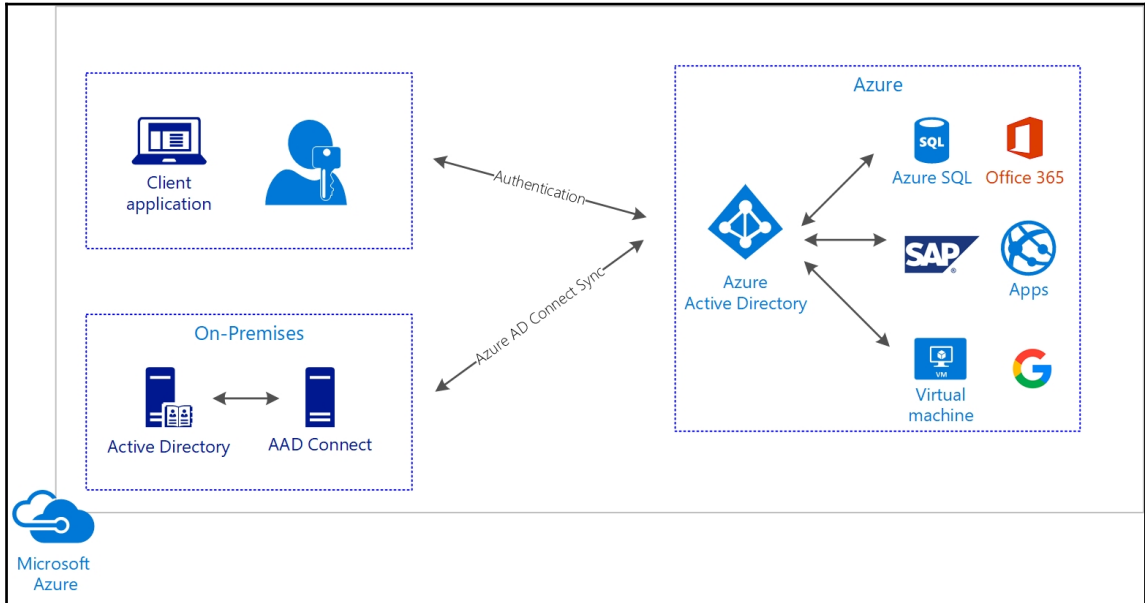 Client
application
Authentication
Azure AD Connect Sync
On-Premises
Active Directory
AAD Connect
Azure
SQL
Azure SQL
Office 365
Azure
Active Directory
SAP
®
Apps
VM
Virtual
machine
G
Microsoft
Azure